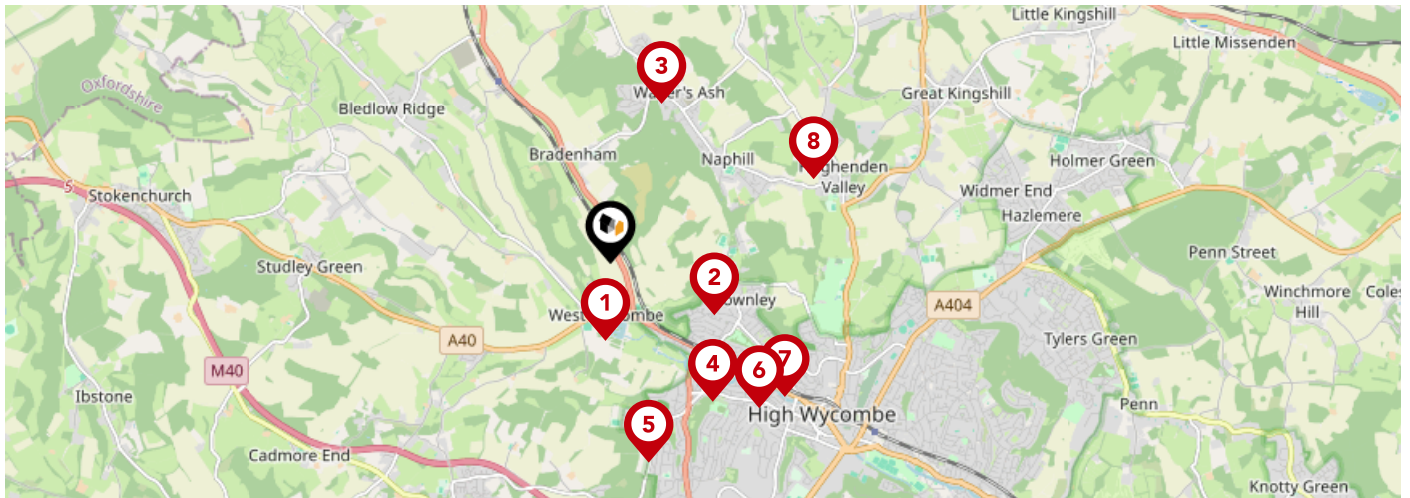 Little Kingshill
Little Missenden
3
Oxfordshire
Great Kingshill
Bledlow Ridge
8
Bradenham
Naphill
Holmer Green
Valley
5
Stokenchurch
Widmer End
Hazlemere
Penn Street
Studley Green
2
Winchmore
Hill
1
A404
A40
Tylers Green
M40
4
6
7
Ibstone
Penn
High Wycombe
5
Cadmore End
Knotty Green